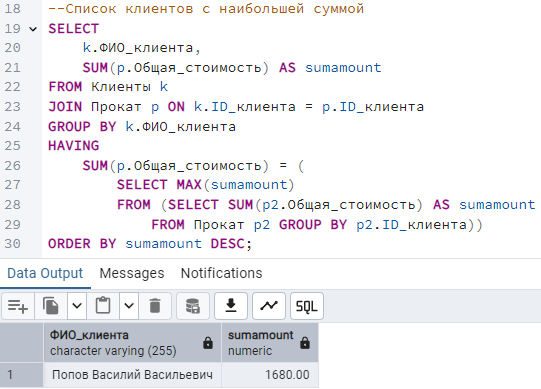 18 --Список клиентов с наибольшей суммой
19 SELECT
20 k.ФИО_клиента,
21 SUM(p.Общая_стоимость) AS sumamount
22 FROM Клиенты k
23 JOIN Прокат p ON k.ID_клиента = p.ID_клиента
24 GROUP BY k.ФИО_клиента
25 HAVING
26 SUM(p.Общая_стоимость) = (
27 SELECT MAX(sumamount)
28 FROM (SELECT SUM(p2.Общая_стоимость) AS sumamount
29 FROM Прокат p2 GROUP BY p2.ID_клиента))
30 ORDER BY sumamount DESC;
Data Output Messages Notifications
SQL
ФИО_клиента sumamount
character varying (255) numeric
1 Попов Василий Васильевич 1680.00